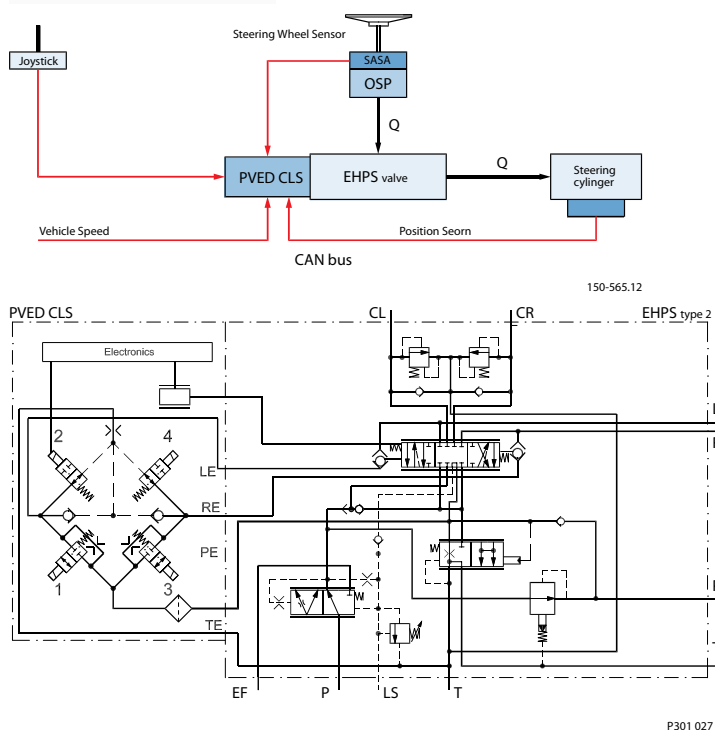 Steering Wheel Sensor
Joystick
SASA
OSP
Q
Q
PVED CLS
EHPS valve
Steering
cylinger
Vehicle Speed
Position Seorn
CAN bus
150-565.12
PVED CLS
CL
CR
EHPS type 2
Electronics
2
4
LE
RE
PE
1
3
TE
EF
P
LS
T
P301 027